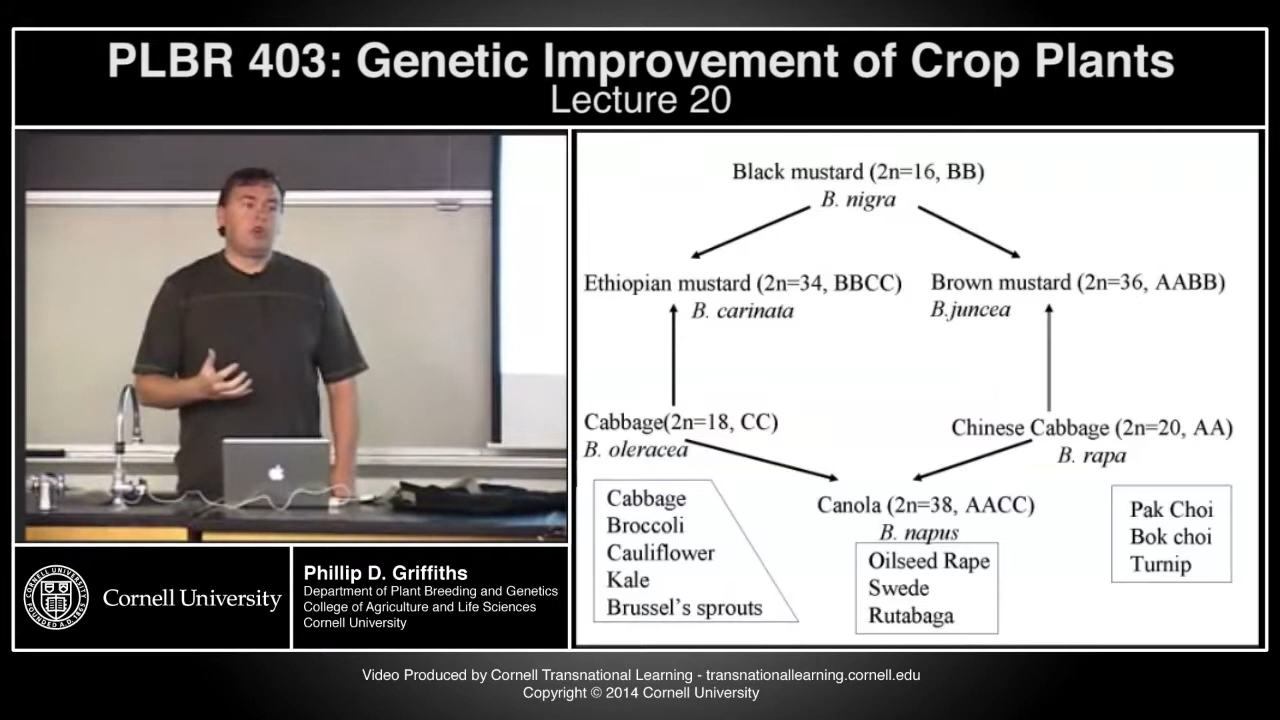 PLBR 403: Genetic Improvement of Crop Plants
Lecture 20
Black mustard (2n=16, BB)
B. nigra
Ethiopian mustard (2n=34, BBCC)
B. carinata
Brown mustard (2n=36, AABB)
B.juncea
Cabbage(2n=18, CC)
B. oleracea
Chinese Cabbage (2n=20, AA)
B. rapa
Cabbage
Broccoli
Cauliflower
Kale
Brussel's sprouts
Canola (2n=38, AACC)
B. napus
Oilseed Rape
Swede
Rutabaga
Pak Choi
Bok choi
Turnip
Cornell University
Phillip D. Griffiths
Department of Plant Breeding and Genetics
College of Agriculture and Life Sciences
Cornell University
Video Produced by Cornell Transnational Learning - transnationallearning.cornell.edu
Copyright © 2014 Cornell University